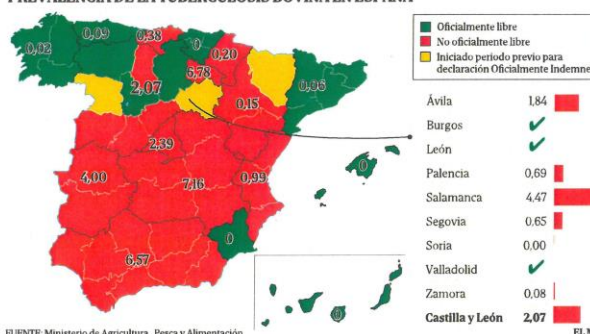 PREVALENCIA DE LA TUBERCULOSIS BOVINA EN ESPAÑA
Oficialmente libre
No oficialmente libre
Iniciado periodo previo para
declaración Oficialmente Indemne
0,02
0,09
0,38
0
0,20
6,78
2,07
0,15
0,06
2,39
4,00
7,16
0,99
0
0
6,57
0
Ávila 1,84
Burgos ✓
León ✓
Palencia 0,69
Salamanca 4,47
Segovia 0,65
Soria 0,00
Valladolid ✓
Zamora 0,08
Castilla y León 2,07
FUENTE: Ministerio de Agricultura, Pesca y Alimentación